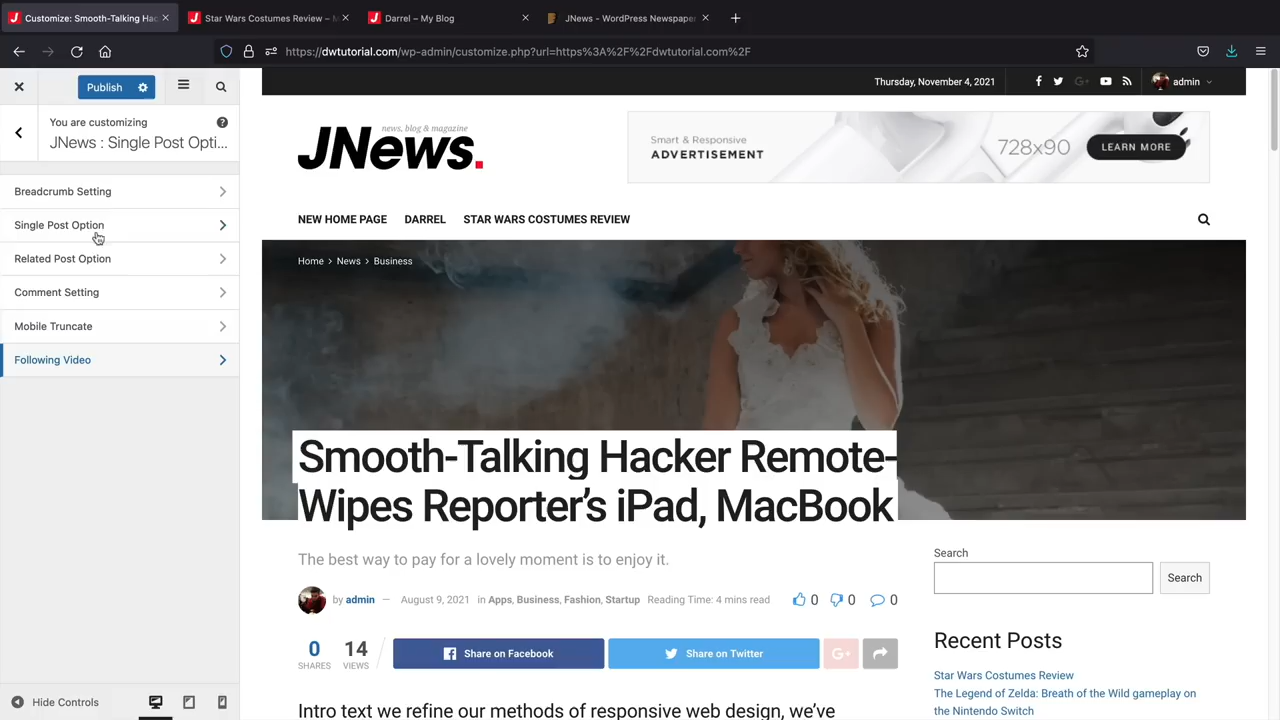 Customize: Smooth-Talking Hac
Star Wars Costumes Review – M
Darrel – My Blog
JNews - WordPress Newspaper
https://dwtutorial.com/wp-admin/customize.php?url=https%3A%2F%2Fdwtutorial.com%2F
Publish
You are customizing
JNews : Single Post Opti...
Breadcrumb Setting
Single Post Option
Related Post Option
Comment Setting
Mobile Truncate
Following Video
Hide Controls
Thursday, November 4, 2021
admin
news, blog & magazine
JNews.
Smart & Responsive
ADVERTISEMENT
728x90
LEARN MORE
NEW HOME PAGE DARREL STAR WARS COSTUMES REVIEW
Home > News > Business
Smooth-Talking Hacker Remote-
Wipes Reporter’s iPad, MacBook
The best way to pay for a lovely moment is to enjoy it.
by admin — August 9, 2021 in Apps, Business, Fashion, Startup Reading Time: 4 mins read 0 0 0
0
SHARES
14
VIEWS
Share on Facebook
Share on Twitter
G+
Intro text we refine our methods of responsive web design, we’ve
Search
Search
Recent Posts
Star Wars Costumes Review
The Legend of Zelda: Breath of the Wild gameplay on
the Nintendo Switch